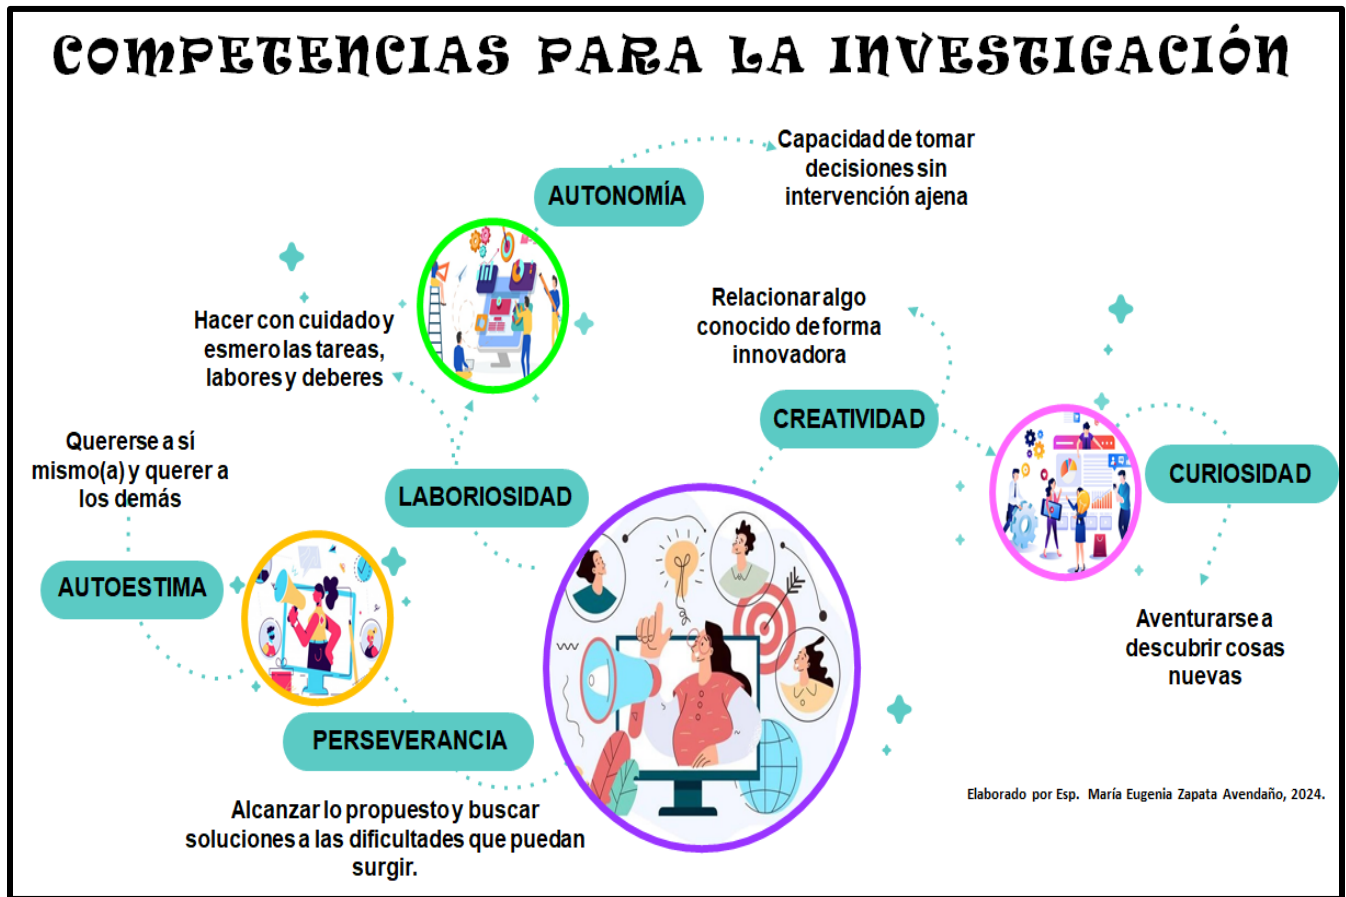 COMPETENCIAS PARA LA INVESTIGACIÓN
AUTONOMÍA
Capacidad de tomar
decisiones sin
intervención ajena
Hacer con cuidado y
esmero las tareas,
labores y deberes
LABORIOSIDAD
Relacionar algo
conocido de forma
innovadora
CREATIVIDAD
CURIOSIDAD
Aventurarse a
descubrir cosas
nuevas
Quererse a sí
mismo(a) y querer a
los demás
AUTOESTIMA
PERSEVERANCIA
Alcanzar lo propuesto y buscar
soluciones a las dificultades que puedan
surgir.
Elaborado por Esp. María Eugenia Zapata Avendaño, 2024.